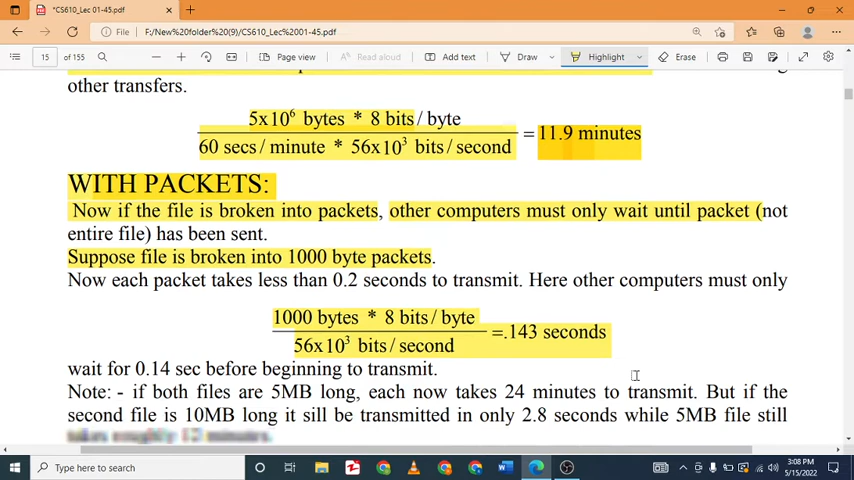 *CS610_Lec 01-45.pdf
File
F:/New%20folder%20(9)/CS610_Lec%2001-45.pdf
15 of 155
Page view
Read aloud
Add text
Draw
Highlight
Erase
other transfers.
5x10⁶ bytes * 8 bits / byte
60 secs / minute * 56x10³ bits / second
= 11.9 minutes
WITH PACKETS:
Now if the file is broken into packets, other computers must only wait until packet (not
entire file) has been sent.
Suppose file is broken into 1000 byte packets.
Now each packet takes less than 0.2 seconds to transmit. Here other computers must only
1000 bytes * 8 bits / byte
56x10³ bits / second
=.143 seconds
wait for 0.14 sec before beginning to transmit.
Note: - if both files are 5MB long, each now takes 24 minutes to transmit. But if the
second file is 10MB long it sill be transmitted in only 2.8 seconds while 5MB file still
Type here to search
3:08 PM
5/15/2022